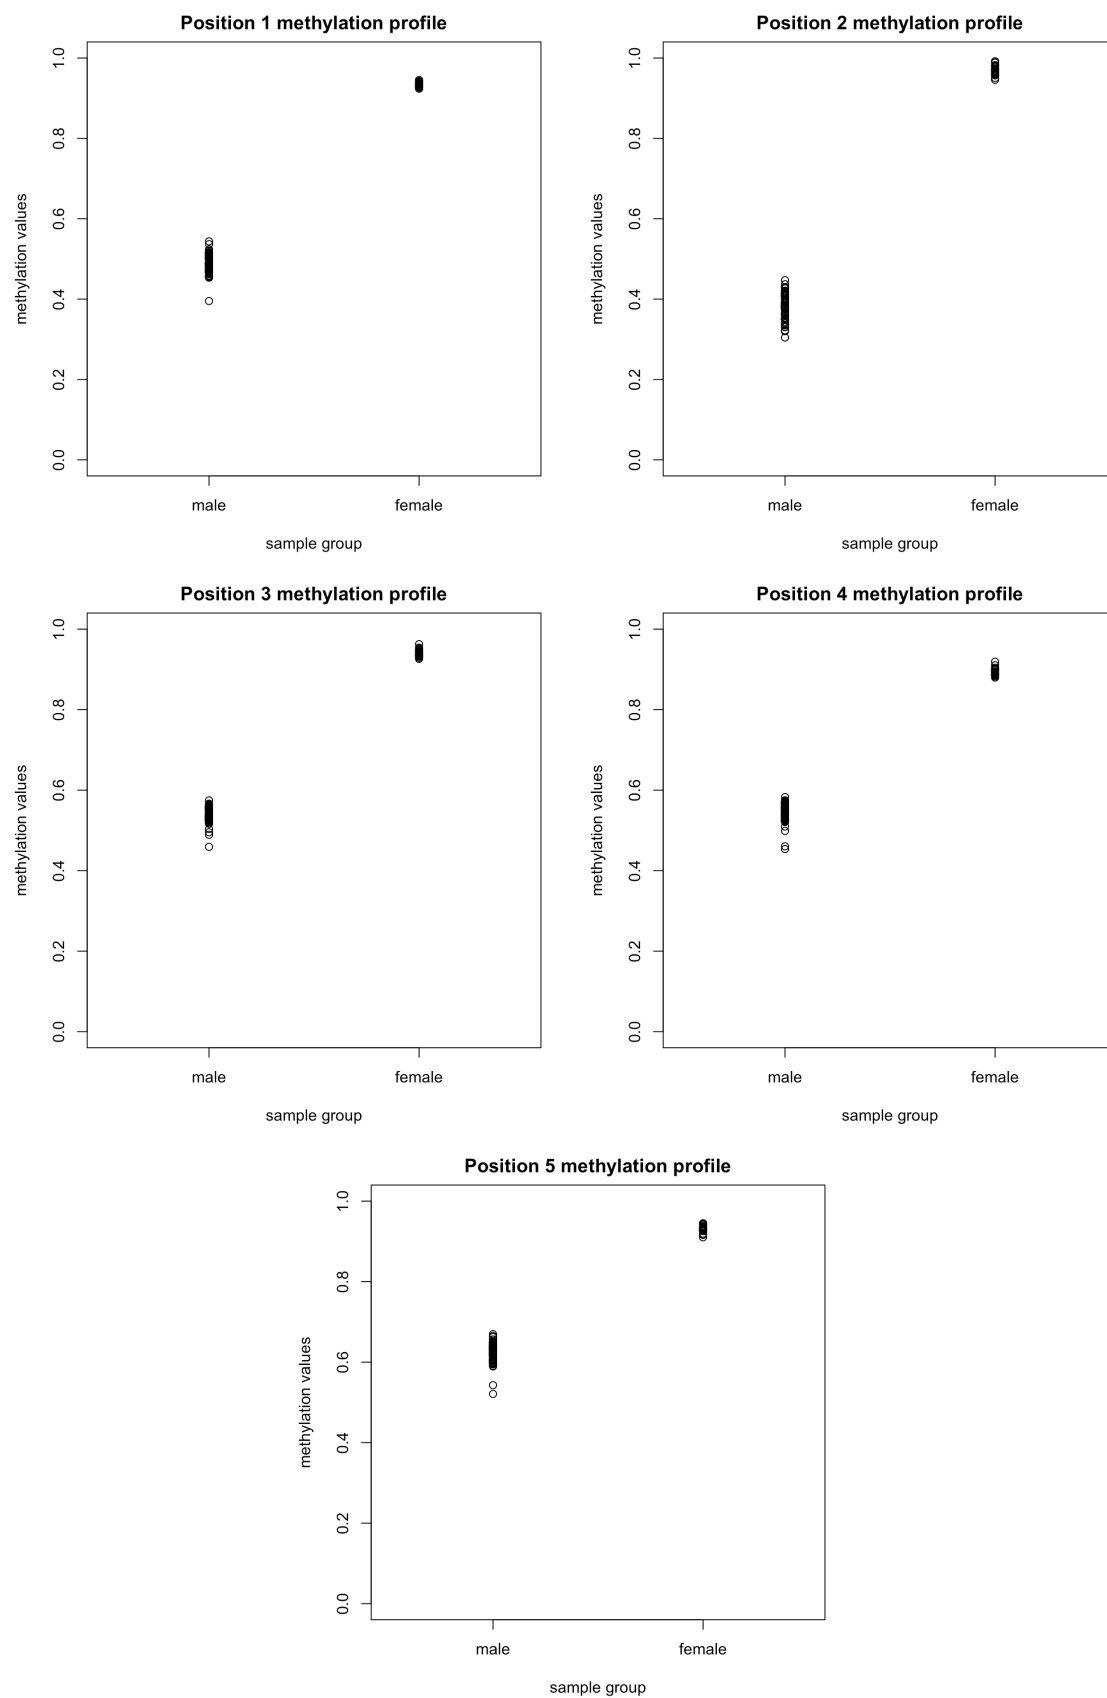 Position 1 methylation profile
methylation values
0.0 0.2 0.4 0.6 0.8 1.0
male female
sample group
Position 2 methylation profile
methylation values
0.0 0.2 0.4 0.6 0.8 1.0
male female
sample group
Position 3 methylation profile
methylation values
0.0 0.2 0.4 0.6 0.8 1.0
male female
sample group
Position 4 methylation profile
methylation values
0.0 0.2 0.4 0.6 0.8 1.0
male female
sample group
Position 5 methylation profile
methylation values
0.0 0.2 0.4 0.6 0.8 1.0
male female
sample group